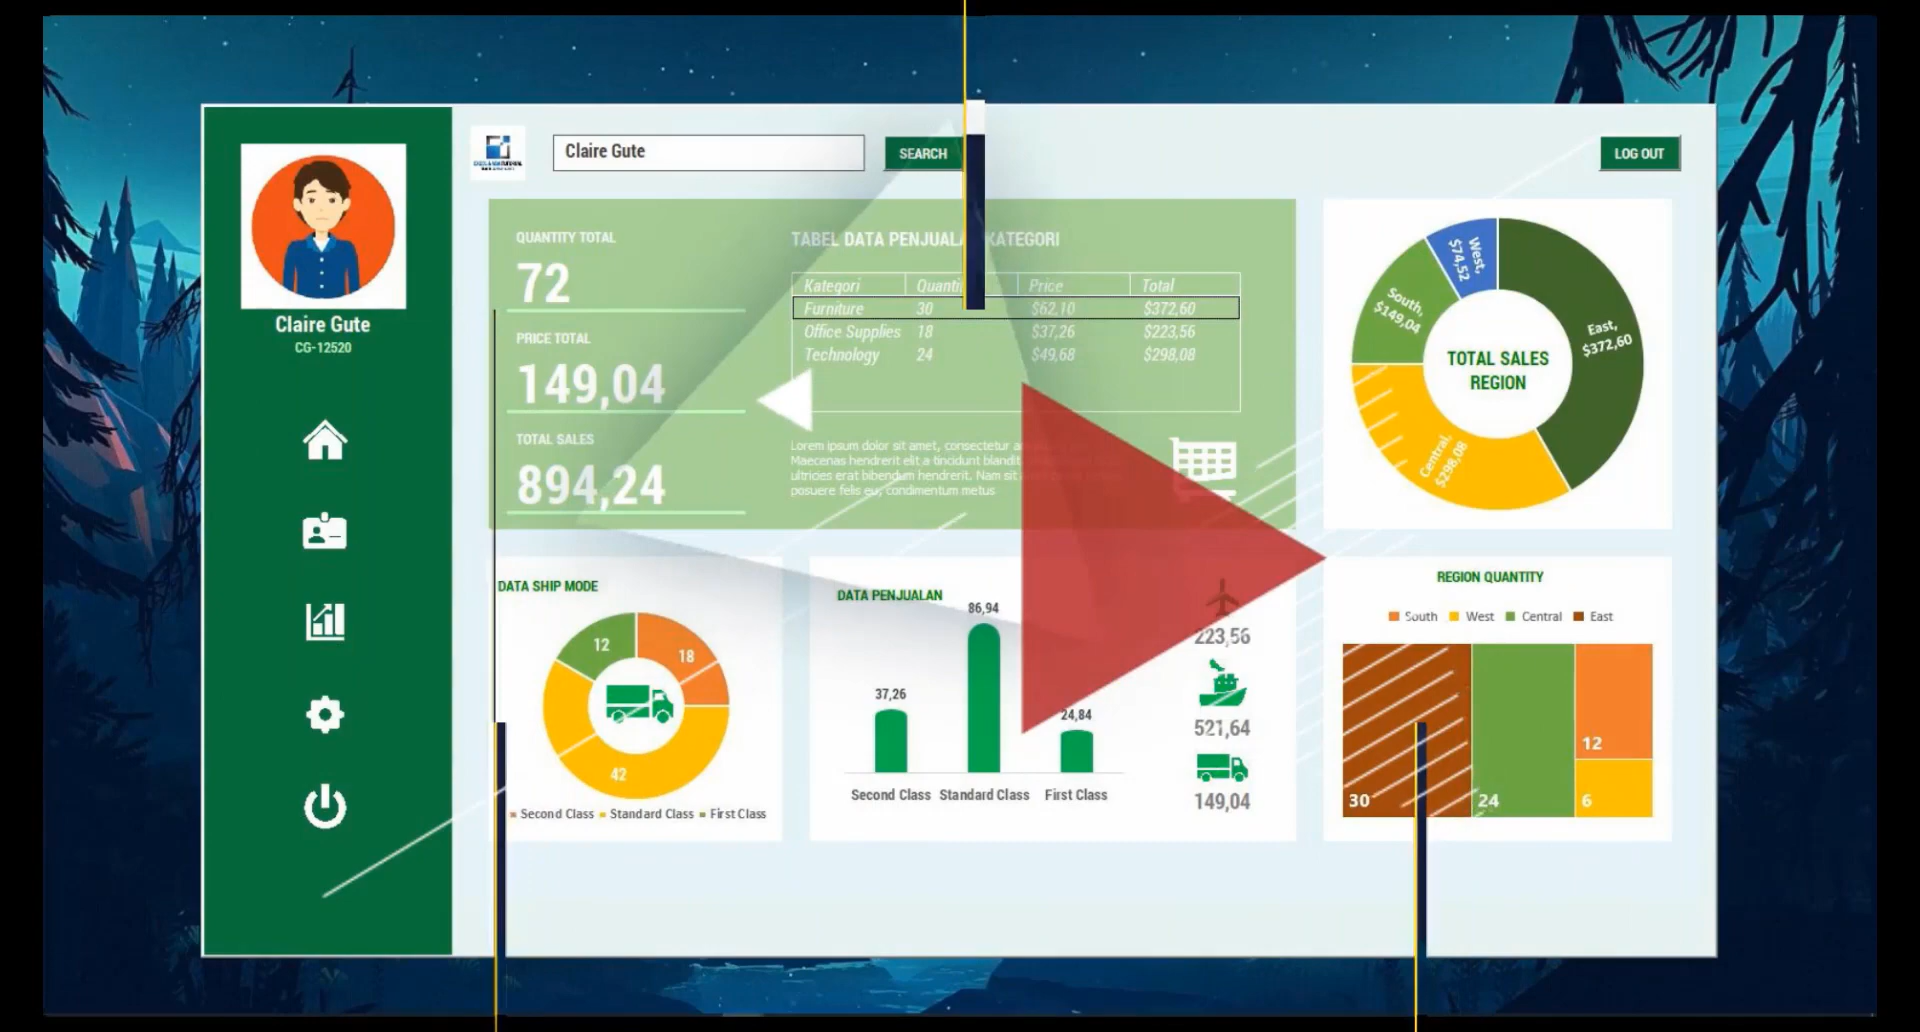 Claire Gute
SEARCH
LOG OUT
Claire Gute
CG-12520
QUANTITY TOTAL
72
PRICE TOTAL
149,04
TOTAL SALES
894,24
TABEL DATA PENJUALA KATEGORI
Kategori Quanti Price Total
Furniture 30 $62,10 $372,60
Office Supplies 18 $37,26 $223,56
Technology 24 $49,68 $298,08
Lorem ipsum dolor sit amet, consectetur
Maecenas hendrerit elit a tincidunt blandit
ultricies erat bibendum hendrerit. Nam sit
posuere felis eu, condimentum metus
West,
$74,52
South,
$149,04
East,
$372,60
Central,
$298,08
TOTAL SALES
REGION
DATA SHIP MODE
12
18
42
Second Class Standard Class First Class
DATA PENJUALAN
86,94
37,26
24,84
Second Class Standard Class First Class
223,56
521,64
149,04
REGION QUANTITY
South West Central East
30
24
12
6